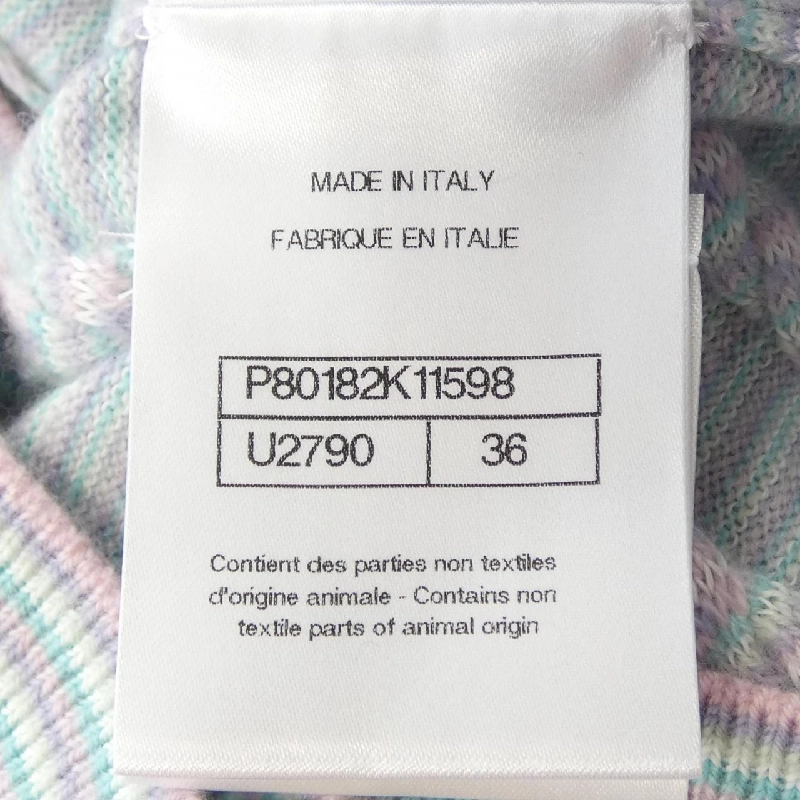 MADE IN ITALY
FABRIQUE EN ITALIE
P80182K11598
U2790 36
Contient des parties non textiles
d'origine animale - Contains non
textile parts of animal origin